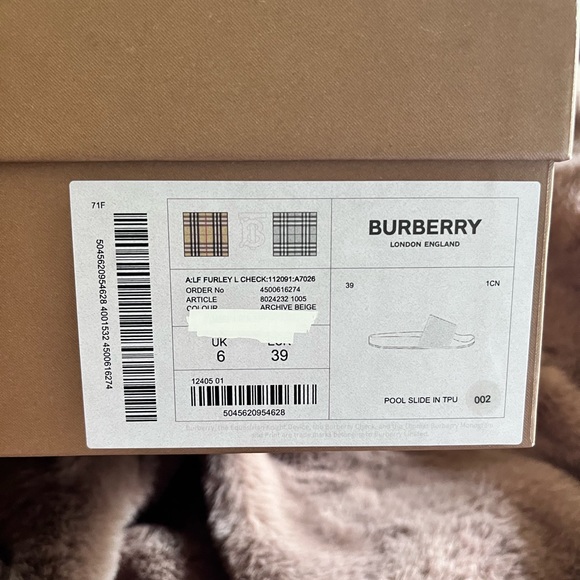 71F
5045620954628 4001532 4500616274
BURBERRY
LONDON ENGLAND
A:LF FURLEY L CHECK:112091:A7026
ORDER No 4500616274
ARTICLE 8024232 1005
COLOUR ARCHIVE BEIGE
UK
6 39
12405 01
5045620954628
39 1CN
POOL SLIDE IN TPU 002